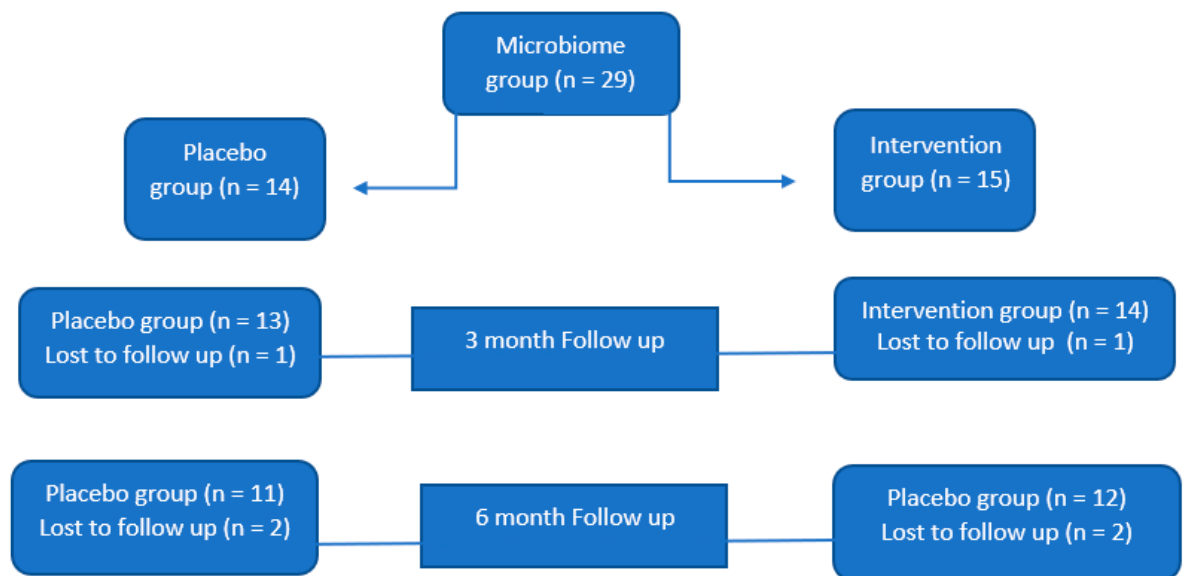 Microbiome
group (n = 29)
Placebo
group (n = 14)
Intervention
group (n = 15)
Placebo group (n = 13)
Lost to follow up (n = 1)
3 month Follow up
Intervention group (n = 14)
Lost to follow up  (n = 1)
Placebo group (n = 11)
Lost to follow up (n = 2)
6 month Follow up
Placebo group (n = 12)
Lost to follow up (n = 2)